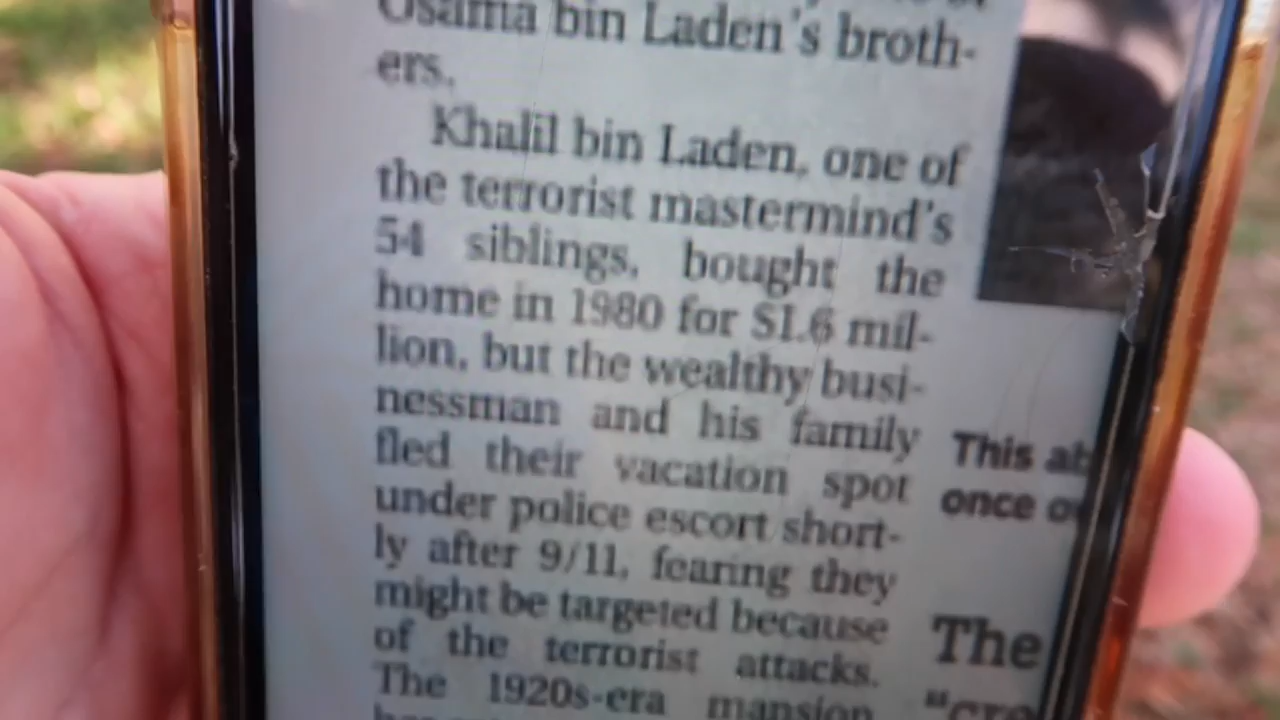 Osama bin Laden's broth-
ers.
Khalil bin Laden, one of
the terrorist mastermind's
54 siblings, bought the
home in 1980 for $1.6 mil-
lion, but the wealthy busi-
nessman and his family
fled their vacation spot
under police escort short-
ly after 9/11, fearing they
might be targeted because
of the terrorist attacks.
The 1920s-era mansion
This ab
once o
The
"cro